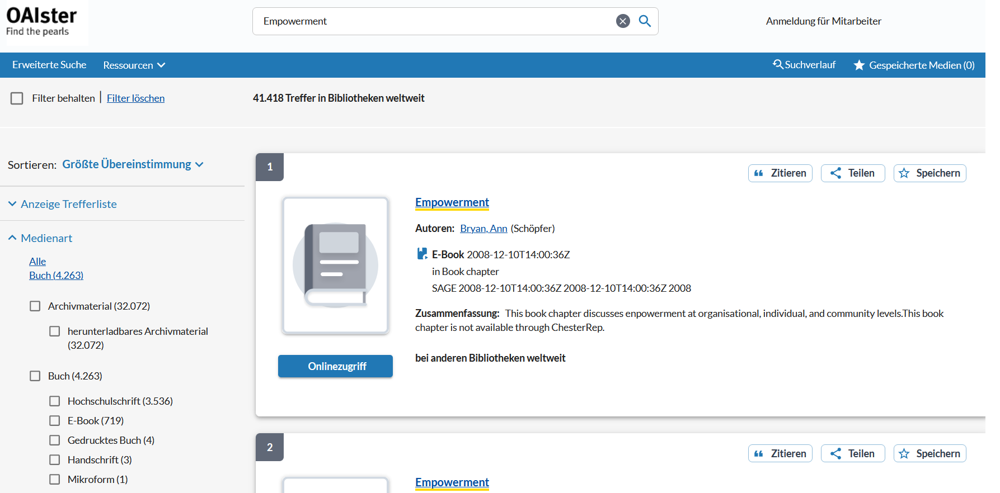 OAIster
Find the pearls
Empowerment
Anmeldung für Mitarbeiter
Erweiterte Suche
Ressourcen
Suchverlauf
Gespeicherte Medien (0)
Filter behalten | Filter löschen
41.418 Treffer in Bibliotheken weltweit
Sortieren: Größte Übereinstimmung
Anzeige Trefferliste
Medienart
Alle
Buch (4.263)
Archivmaterial (32.072)
herunterladbares Archivmaterial
(32.072)
Buch (4.263)
Hochschulschrift (3.536)
E-Book (719)
Gedrucktes Buch (4)
Handschrift (3)
Mikroform (1)
1
Zitieren
Teilen
Speichern
Empowerment
Autoren: Bryan, Ann (Schöpfer)
E-Book 2008-12-10T14:00:36Z
in Book chapter
SAGE 2008-12-10T14:00:36Z 2008-12-10T14:00:36Z 2008
Zusammenfassung: This book chapter discusses enpowerment at organisational, individual, and community levels.This book
chapter is not available through ChesterRep.
Onlinezugriff
bei anderen Bibliotheken weltweit
2
Zitieren
Teilen
Speichern
Empowerment